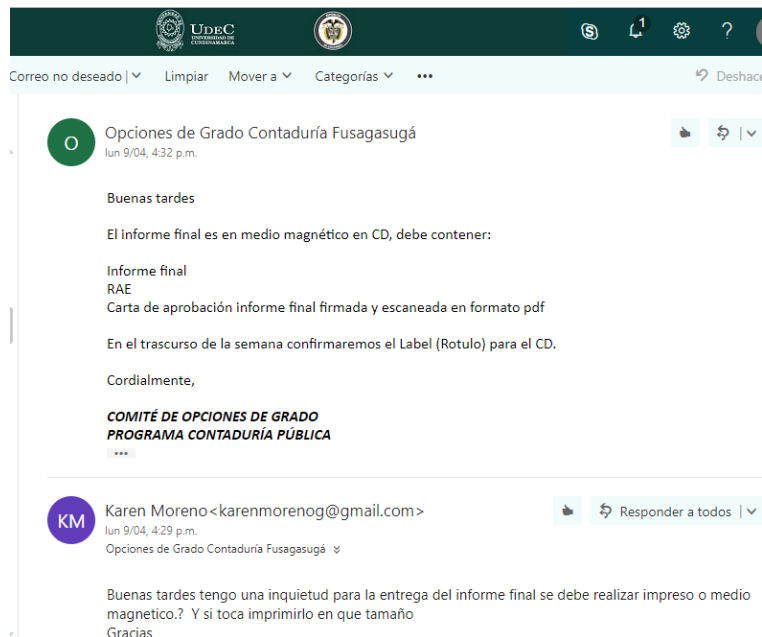 UDEC
UNIVERSIDAD DE
CUNDINAMARCA
1
?
Correo no deseado | Limpiar Mover a Categorías ••• Deshace
O
Opciones de Grado Contaduría Fusagasugá
lun 9/04, 4:32 p.m.
Buenas tardes
El informe final es en medio magnético en CD, debe contener:
Informe final
RAE
Carta de aprobación informe final firmada y escaneada en formato pdf
En el trascurso de la semana confirmaremos el Label (Rotulo) para el CD.
Cordialmente,
COMITÉ DE OPCIONES DE GRADO
PROGRAMA CONTADURÍA PÚBLICA
•••
KM
Karen Moreno<karenmorenog@gmail.com>
Responder a todos |
lun 9/04, 4:29 p.m.
Opciones de Grado Contaduría Fusagasugá
Buenas tardes tengo una inquietud para la entrega del informe final se debe realizar impreso o medio
magnetico.? Y si toca imprimirlo en que tamaño
Gracias